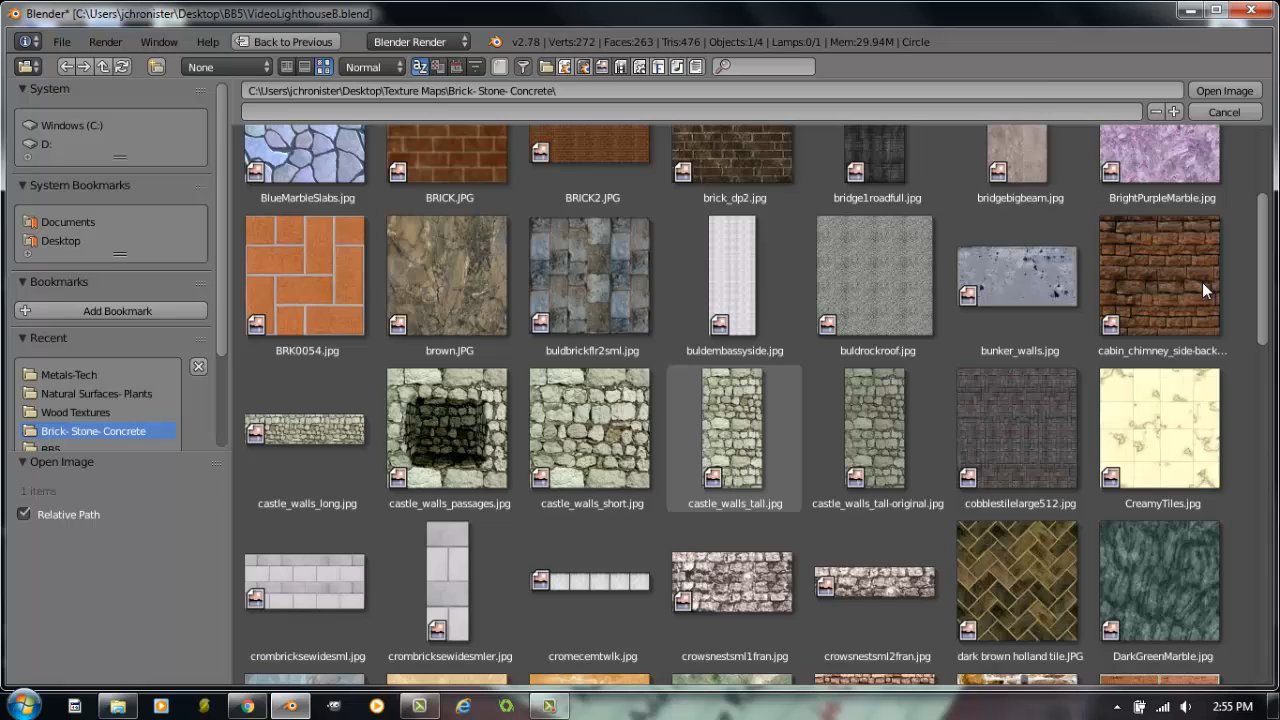 Blender* [C:\Users\jchronister\Desktop\BB5\VideoLighthouseB.blend]
File Render Window Help Back to Previous Blender Render v2.78 | Verts:272 | Faces:263 | Tris:476 | Objects:1/4 | Lamps:0/1 | Mem:29.94M | Circle
None Normal
System
Windows (C:)
D:
System Bookmarks
Documents
Desktop
Bookmarks
Add Bookmark
Recent
Metals-Tech
Natural Surfaces- Plants
Wood Textures
Brick- Stone- Concrete
BB5
Open Image
1 items
Relative Path
C:\Users\jchronister\Desktop\Texture Maps\Brick- Stone- Concrete\ Open Image
Cancel
BlueMarbleSlabs.jpg BRICK.JPG BRICK2.JPG brick_dp2.jpg bridge1roadfull.jpg bridgebigbeam.jpg BrightPurpleMarble.jpg
BRK0054.jpg brown.JPG buldbrickflr2sml.jpg buldembassyside.jpg buldrockroof.jpg bunker_walls.jpg cabin_chimney_side-back...
castle_walls_long.jpg castle_walls_passages.jpg castle_walls_short.jpg castle_walls_tall.jpg castle_walls_tall-original.jpg cobblestilelarge512.jpg CreamyTiles.jpg
crombricksewidesml.jpg crombricksewidesmler.jpg cromecemtwlk.jpg crowsnestsml1fran.jpg crowsnestsml2fran.jpg dark brown holland tile.JPG DarkGreenMarble.jpg
2:55 PM